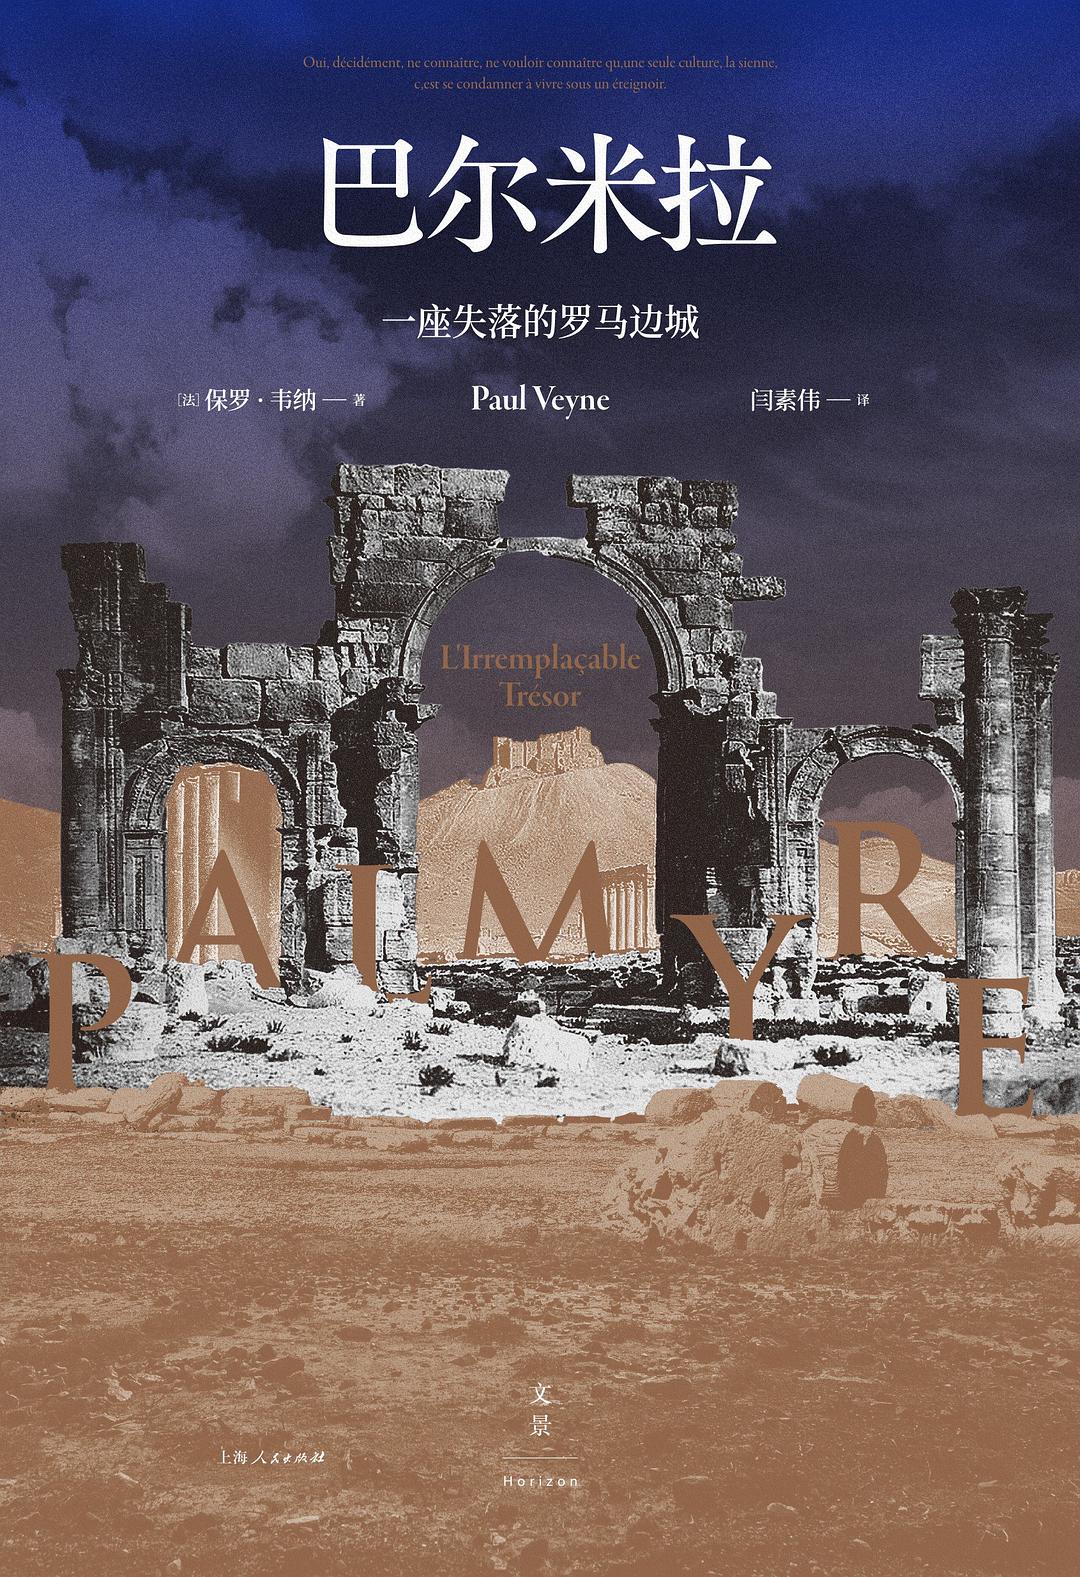 Oui, décidément, ne connaître, ne vouloir connaître qu,une seule culture, la sienne,
c,est se condamner à vivre sous un éteignoir.
巴尔米拉
一座失落的罗马边城
[法] 保罗·韦纳 — 著
Paul Veyne
闫素伟 — 译
L'Irremplaçable
Trésor
PALMYRE
文
景
上海人民出版社
Horizon